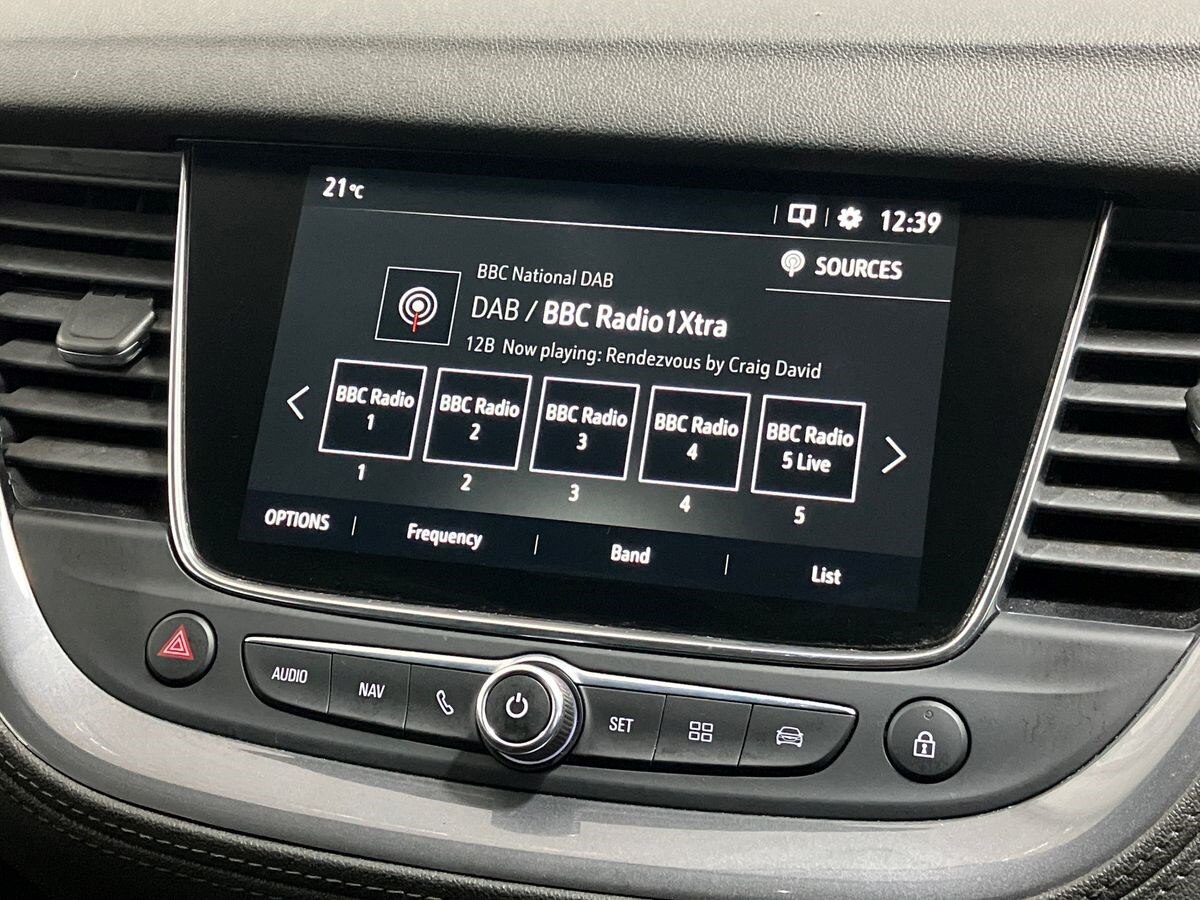 21°C
12:39
SOURCES
BBC National DAB
DAB / BBC Radio1Xtra
12B Now playing: Rendezvous by Craig David
BBC Radio
1
BBC Radio
2
BBC Radio
3
BBC Radio
4
BBC Radio
5 Live
1
2
3
4
5
OPTIONS
Frequency
Band
List
AUDIO
NAV
SET